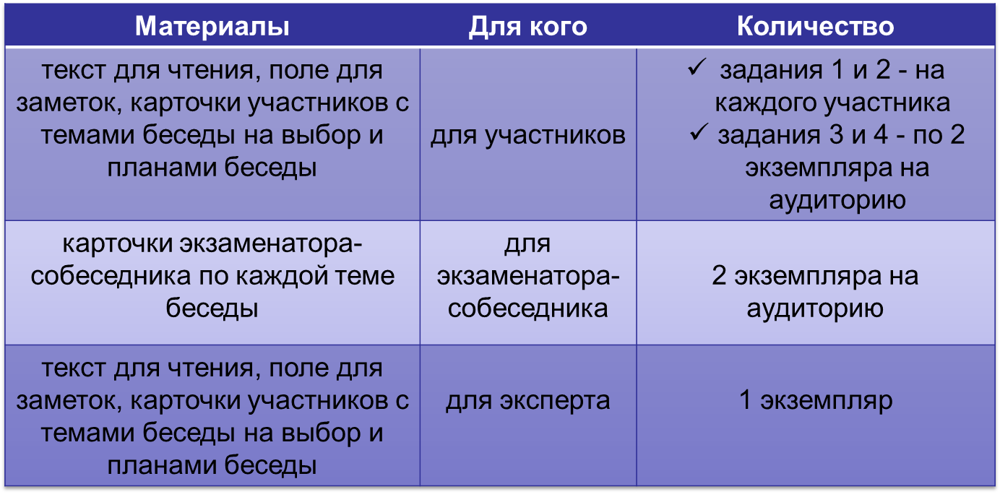 Материалы
Для кого
Количество
текст для чтения, поле для
заметок, карточки участников с
темами беседы на выбор и
планами беседы
для участников
✓ задания 1 и 2 - на
каждого участника
✓ задания 3 и 4 - по 2
экземпляра на
аудиторию
карточки экзаменатора-
собеседника по каждой теме
беседы
для
экзаменатора-
собеседника
2 экземпляра на
аудиторию
текст для чтения, поле для
заметок, карточки участников с
темами беседы на выбор и
планами беседы
для эксперта
1 экземпляр